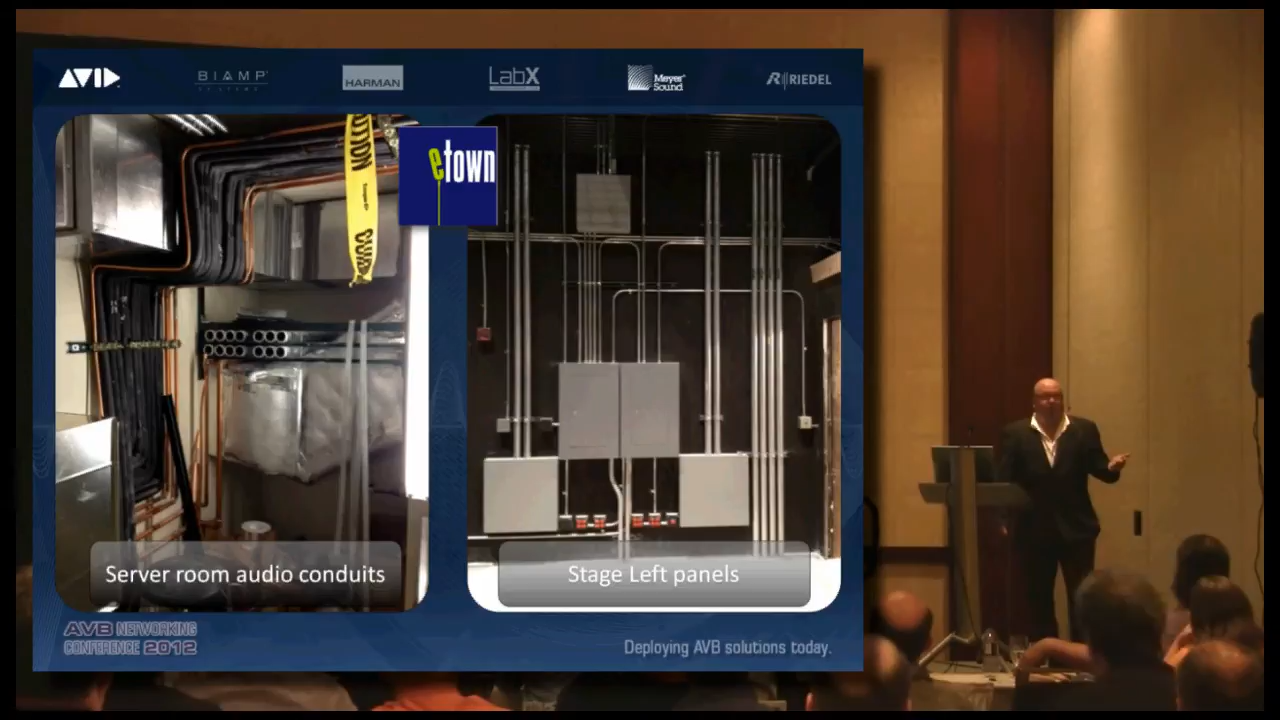 AVID
BIAMP
SYSTEMS
HARMAN
LabX
Meyer
Sound
RIEDEL
etown
Server room audio conduits
Stage Left panels
AVB NETWORKING
CONFERENCE 2012
Deploying AVB solutions today.